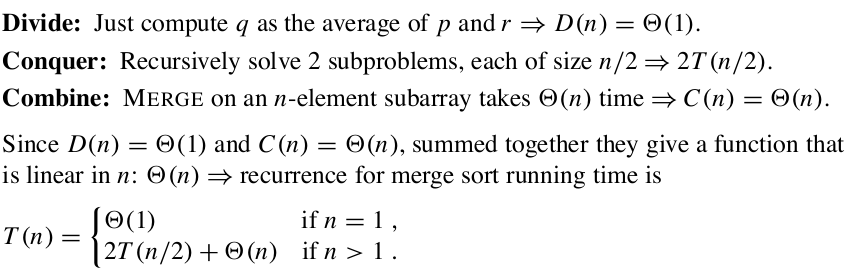 Divide: Just compute q as the average of p and r ⇒ D(n) = Θ(1).
Conquer: Recursively solve 2 subproblems, each of size n/2 ⇒ 2T(n/2).
Combine: MERGE on an n-element subarray takes Θ(n) time ⇒ C(n) = Θ(n).
Since D(n) = Θ(1) and C(n) = Θ(n), summed together they give a function that
is linear in n: Θ(n) ⇒ recurrence for merge sort running time is
T(n) = { Θ(1) if n = 1 ,
2T(n/2) + Θ(n) if n > 1 .